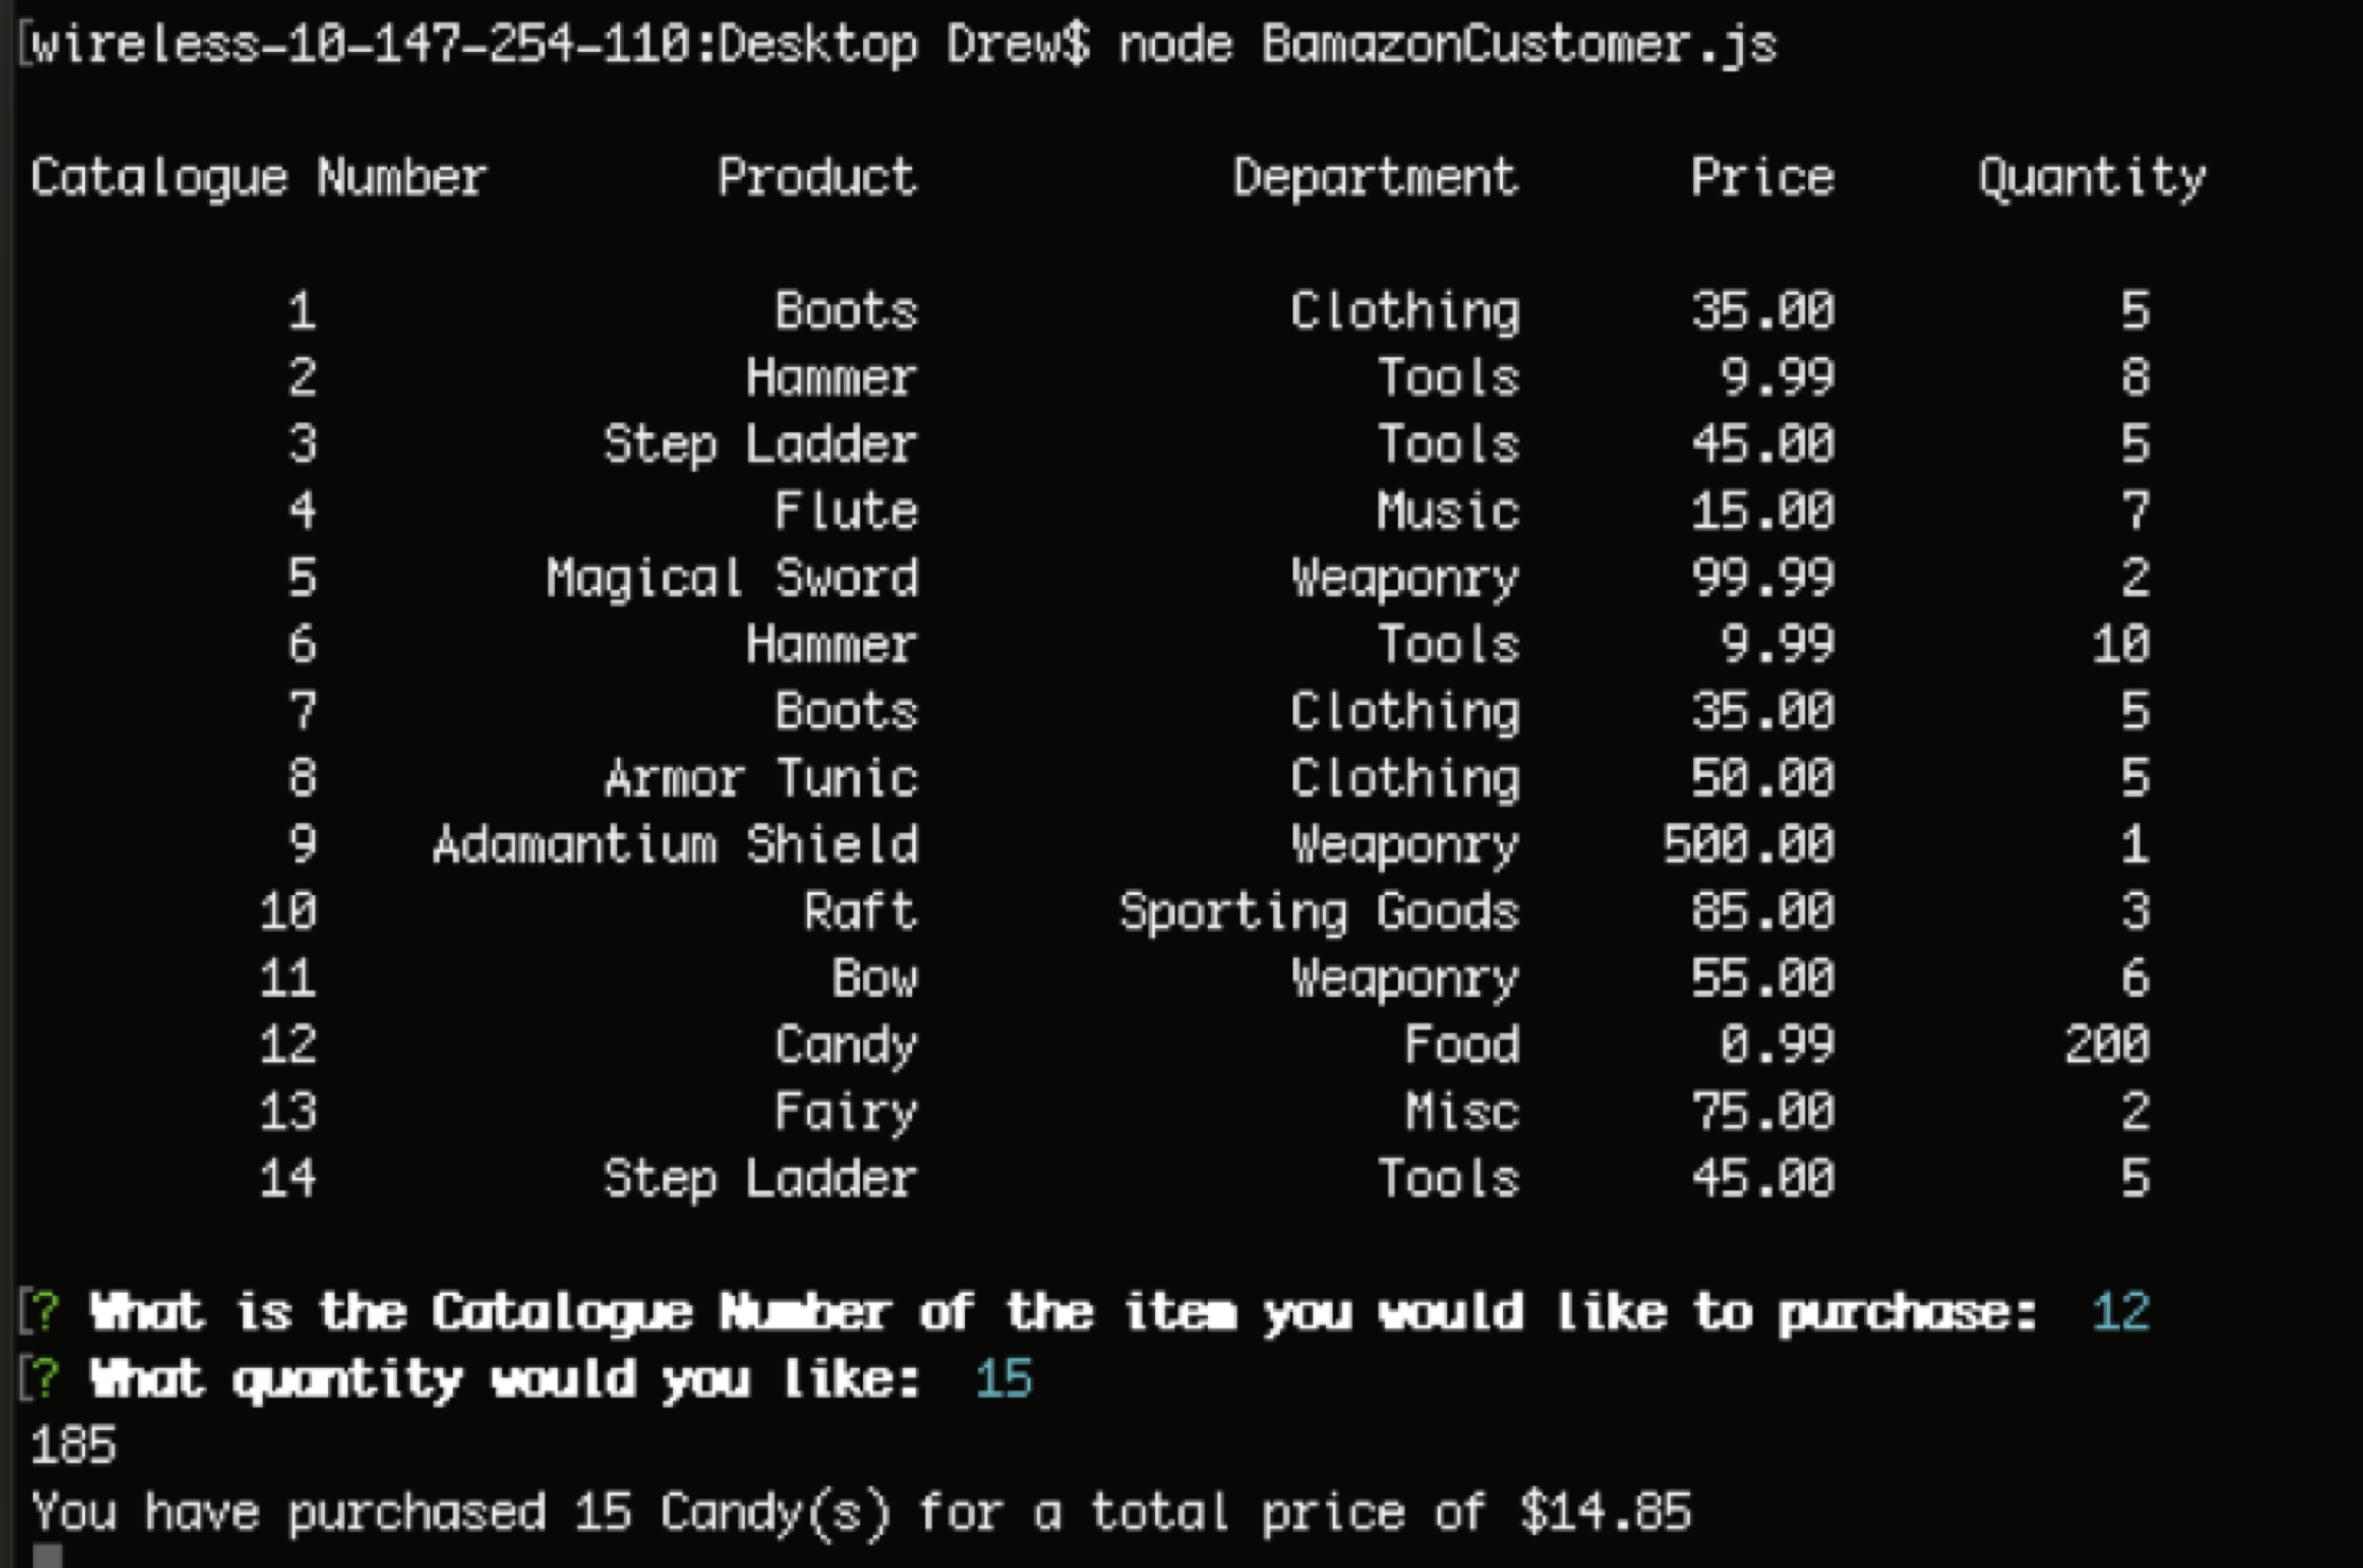 [wireless-10-147-254-110:Desktop Drew$ node BamazonCustomer.js
Catalogue Number Product Department Price Quantity
1 Boots Clothing 35.00 5
2 Hammer Tools 9.99 8
3 Step Ladder Tools 45.00 5
4 Flute Music 15.00 7
5 Magical Sword Weaponry 99.99 2
6 Hammer Tools 9.99 10
7 Boots Clothing 35.00 5
8 Armor Tunic Clothing 50.00 5
9 Adamantium Shield Weaponry 500.00 1
10 Raft Sporting Goods 85.00 3
11 Bow Weaponry 55.00 6
12 Candy Food 0.99 200
13 Fairy Misc 75.00 2
14 Step Ladder Tools 45.00 5
[? What is the Catalogue Number of the item you would like to purchase: 12
[? What quantity would you like: 15
185
You have purchased 15 Candy(s) for a total price of $14.85